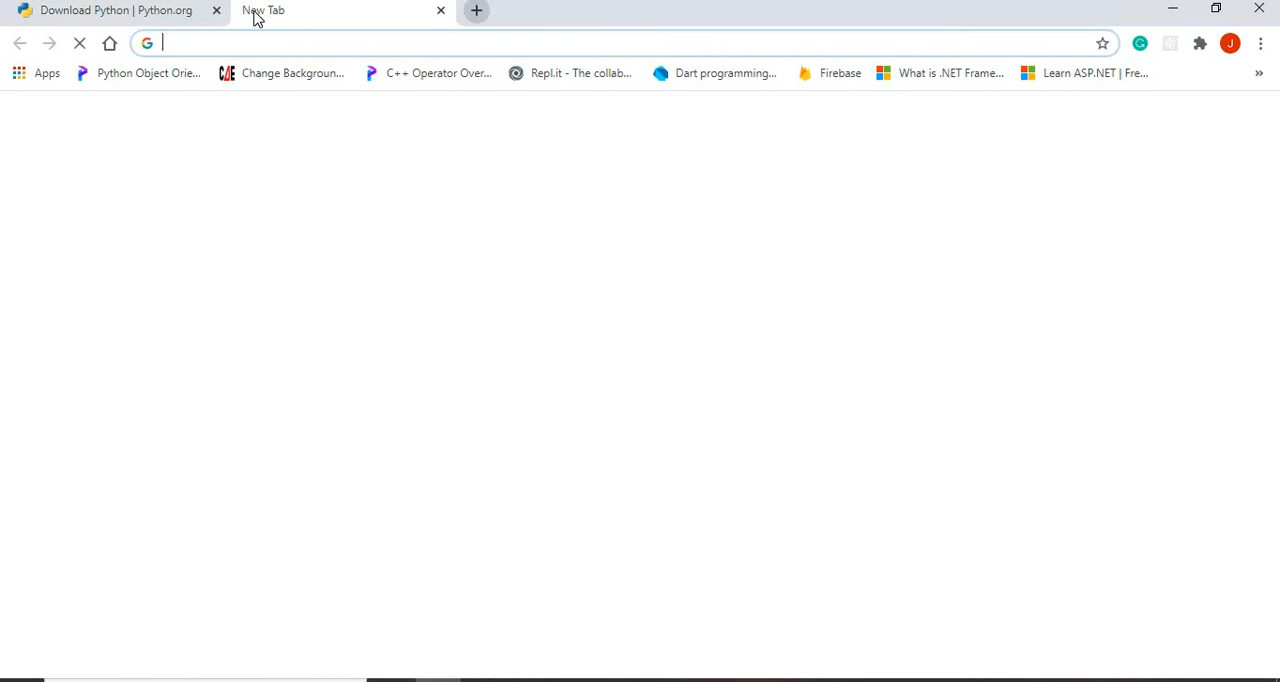 Download Python | Python.org New Tab
Apps Python Object Orie... Change Backgroun... C++ Operator Over... Repl.it - The collab... Dart programming,... Firebase What is .NET Frame... Learn ASP.NET | Fre... »
J